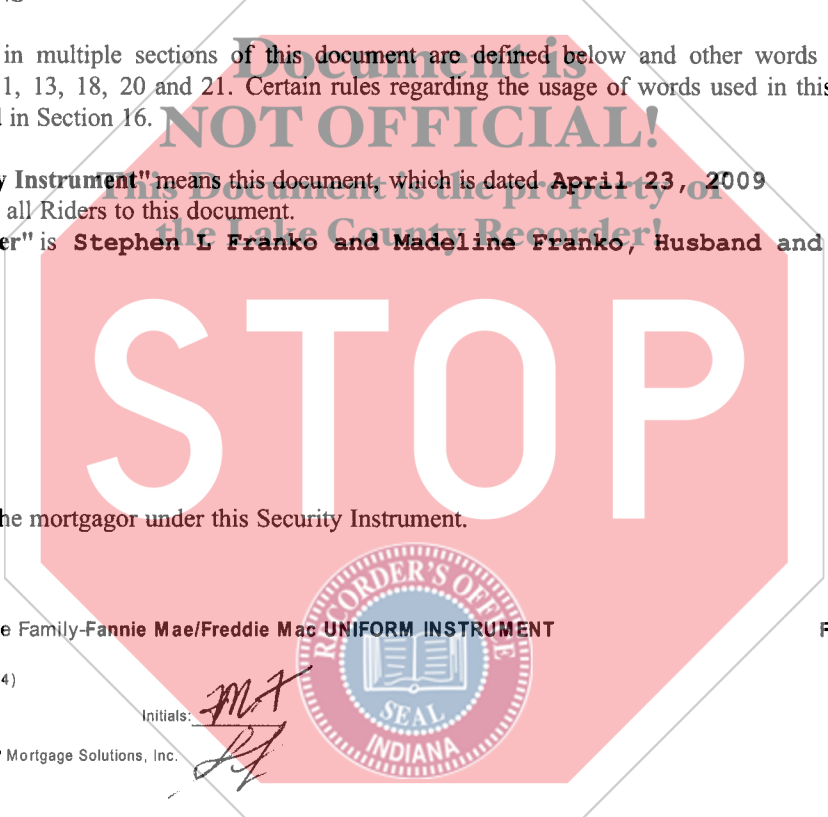 in multiple sections of this document are defined below and other words
1, 13, 18, 20 and 21. Certain rules regarding the usage of words used in this
in Section 16.
Document is
NOT OFFICIAL!
This Document is the property of
the Lake County Recorder!
y Instrument" means this document, which is dated April 23, 2009
all Riders to this document.
er" is Stephen L Franko and Madeline Franko, Husband and
STOP
he mortgagor under this Security Instrument.
RECORDER'S OFFICE
SEAL
INDIANA
e Family-Fannie Mae/Freddie Mac UNIFORM INSTRUMENT F
4)
Initials: MF
Mortgage Solutions, Inc.